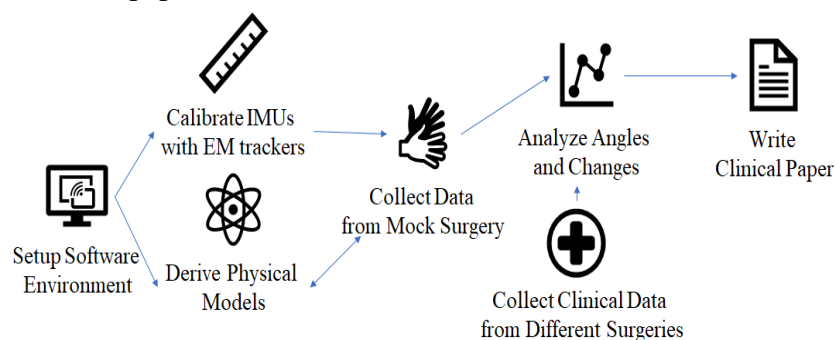 Setup Software
Environment
Calibrate IMUs
with EM trackers
Derive Physical
Models
Collect Data
from Mock Surgery
Analyze Angles
and Changes
Collect Clinical Data
from Different Surgeries
Write
Clinical Paper